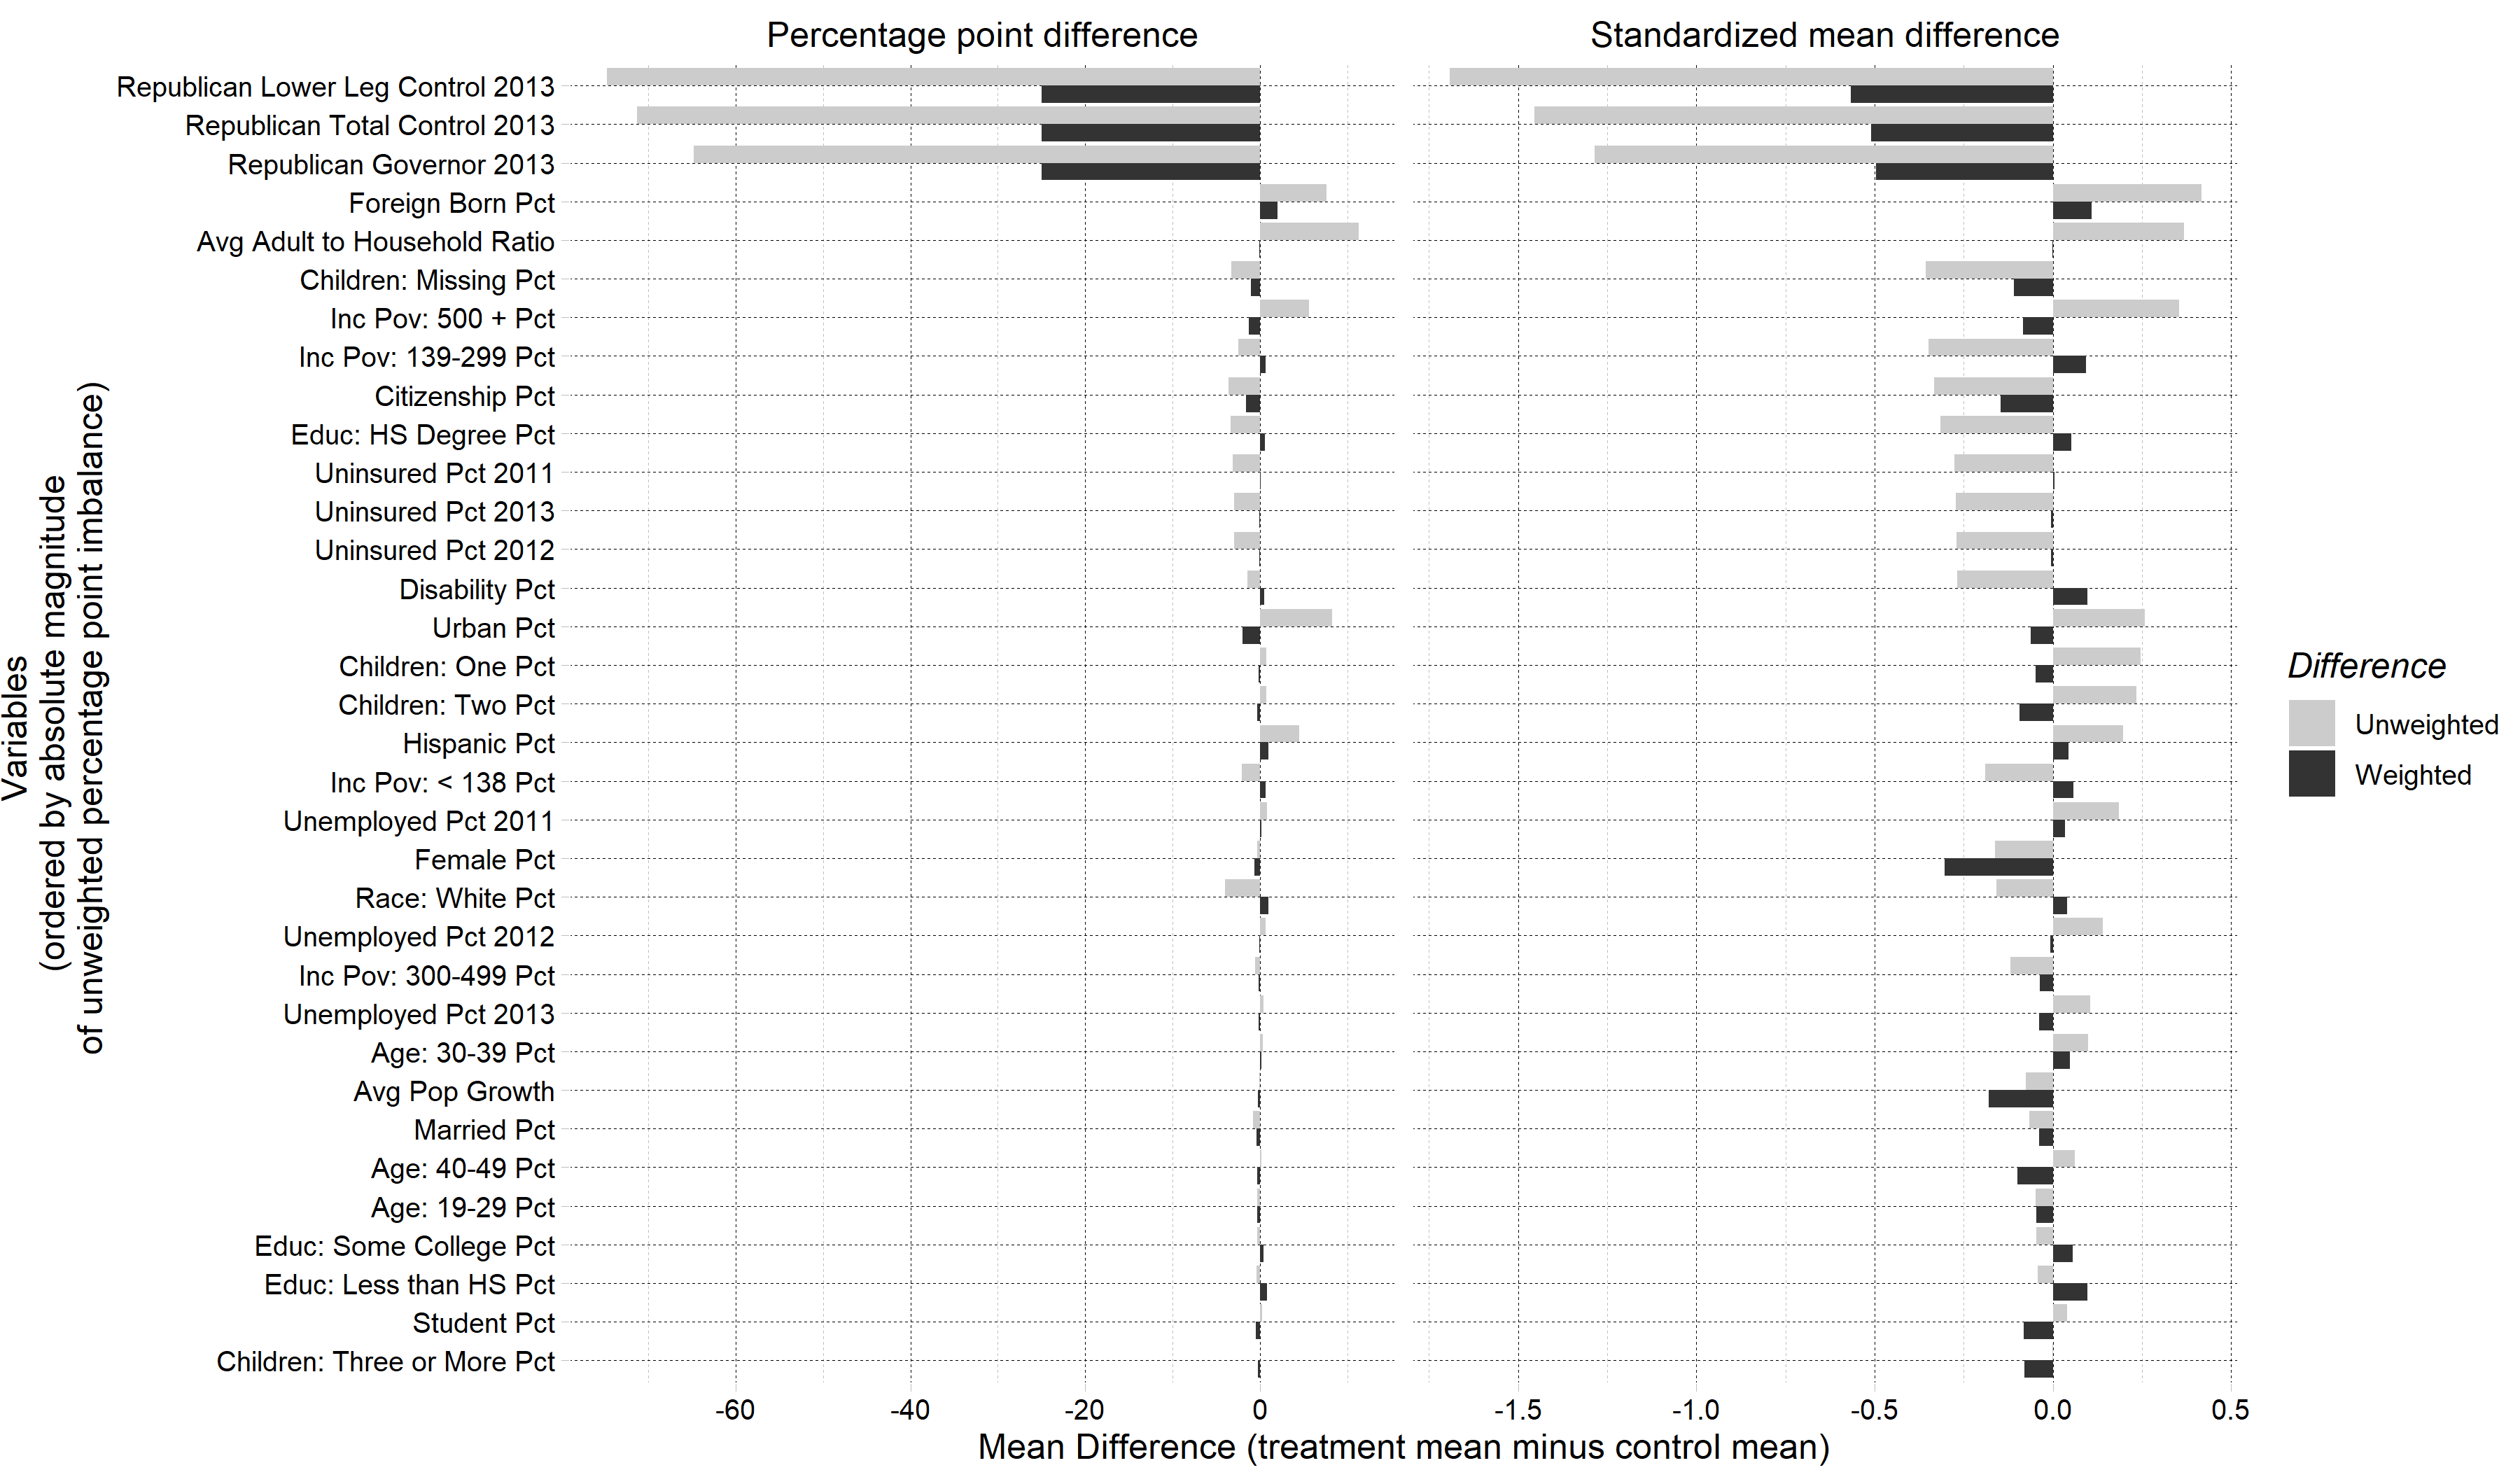 Percentage point difference
Standardized mean difference
Variables
(ordered by absolute magnitude
of unweighted percentage point imbalance)
Republican Lower Leg Control 2013
Republican Total Control 2013
Republican Governor 2013
Foreign Born Pct
Avg Adult to Household Ratio
Children: Missing Pct
Inc Pov: 500 + Pct
Inc Pov: 139-299 Pct
Citizenship Pct
Educ: HS Degree Pct
Uninsured Pct 2011
Uninsured Pct 2013
Uninsured Pct 2012
Disability Pct
Urban Pct
Children: One Pct
Children: Two Pct
Hispanic Pct
Inc Pov: < 138 Pct
Unemployed Pct 2011
Female Pct
Race: White Pct
Unemployed Pct 2012
Inc Pov: 300-499 Pct
Unemployed Pct 2013
Age: 30-39 Pct
Avg Pop Growth
Married Pct
Age: 40-49 Pct
Age: 19-29 Pct
Educ: Some College Pct
Educ: Less than HS Pct
Student Pct
Children: Three or More Pct
-60 -40 -20 0
-1.5 -1.0 -0.5 0.0 0.5
Mean Difference (treatment mean minus control mean)
Difference
Unweighted
Weighted